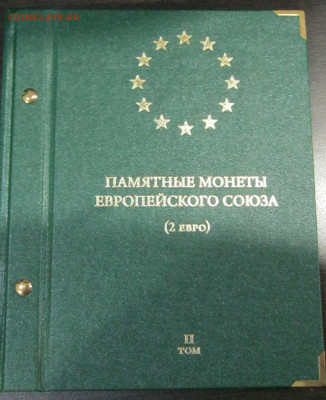 ПАМЯТНЫЕ МОНЕТЫ
ЕВРОПЕЙСКОГО СОЮЗА
(2 ЕВРО)
II
ТОМ